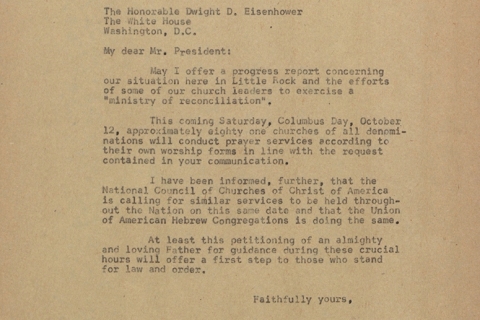 The Honorable Dwight D. Eisenhower
The White House
Washington, D.C.
My dear Mr. President:
May I offer a progress report concerning
our situation here in Little Rock and the efforts
of some of our church leaders to exercise a
"ministry of reconciliation".
This coming Saturday, Columbus Day, October
12, approximately eighty one churches of all denomi-
nations will conduct prayer services according to
their own worship forms in line with the request
contained in your communication.
I have been informed, further, that the
National Council of Churches of Christ of America
is calling for similar services to be held through-
out the Nation on this same date and that the Union
of American Hebrew Congregations is doing the same.
At least this petitioning of an almighty
and loving Father for guidance during these crucial
hours will offer a first step to those who stand
for law and order.
Faithfully yours,